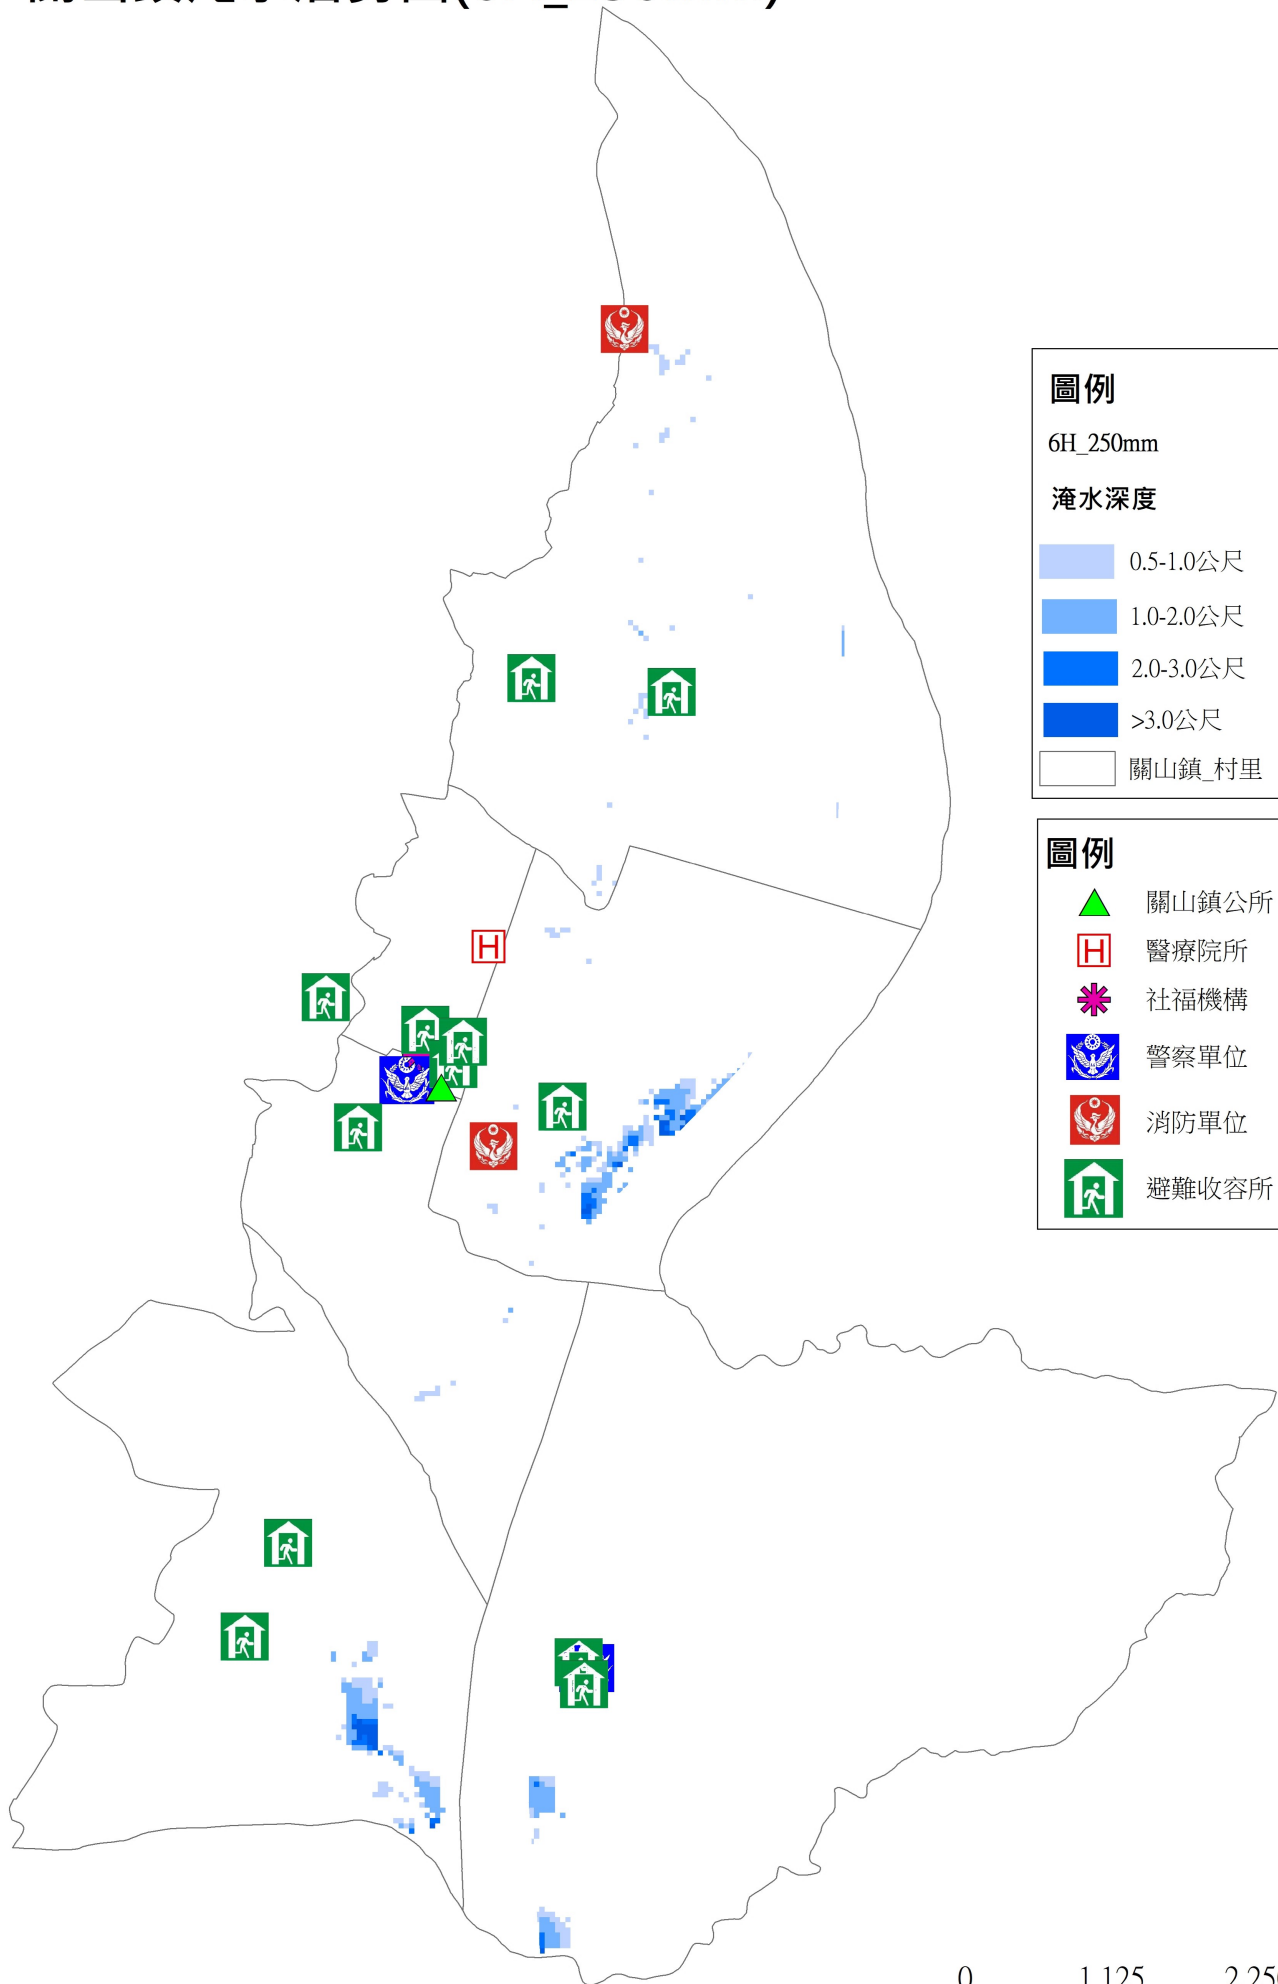 圖例
6H_250mm
淹水深度
0.5-1.0公尺
1.0-2.0公尺
2.0-3.0公尺
>3.0公尺
關山鎮_村里
圖例
關山鎮公所
H 醫療院所
社福機構
警察單位
消防單位
避難收容所
H
0 1,125